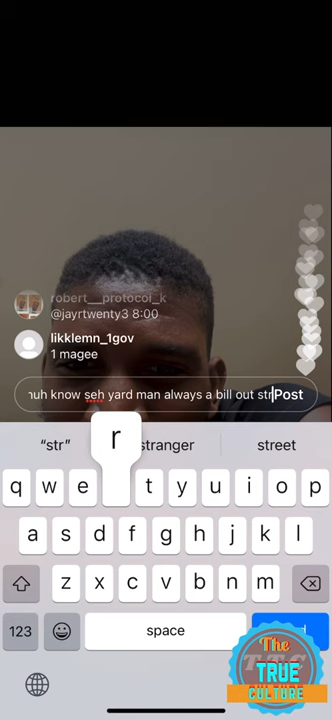 robert__protocol_k
@jayrtwenty3 8:00
likklemn_1gov
1 magee
nuh know seh yard man always a bill out str Post
"str" stranger street
r
q w e t y u i o p
a s d f g h j k l
z x c v b n m
123 space
The
TRUE
CULTURE